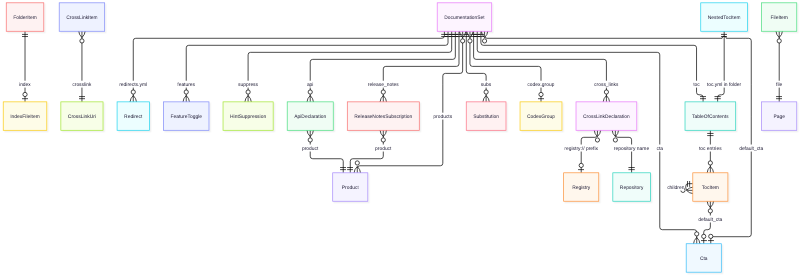 FolderItem
CrossLinkItem
DocumentationSet
NestedTocItem
FileItem
index
crosslink
redirects.yml
features
suppress
api
release_notes
subs
codex.group
cross_links
toc
toc.yml in folder
file
IndexFileItem
CrossLinkUri
Redirect
FeatureToggle
HintSuppression
ApiDeclaration
ReleaseNotesSubscription
products
Substitution
CodexGroup
CrossLinkDeclaration
TableOfContents
Page
product
product
registry:// prefix
repository name
cta
toc entries
default_cta
Product
Registry
Repository
children
TocItem
default_cta
Cta